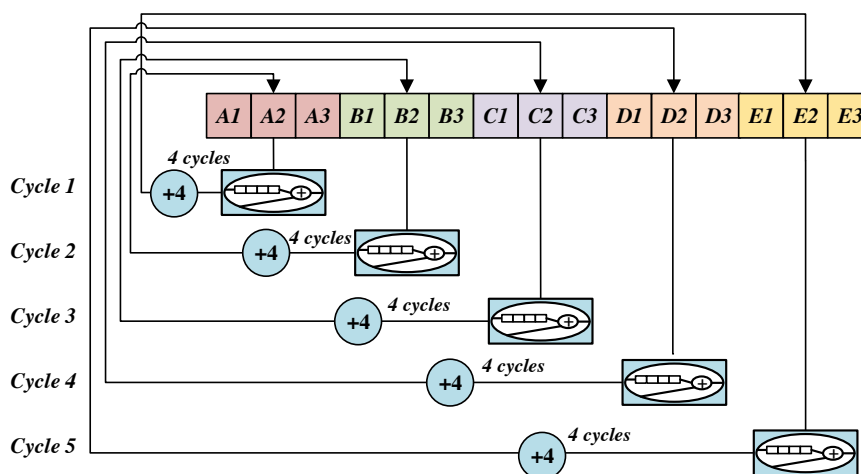 A1 A2 A3 B1 B2 B3 C1 C2 C3 D1 D2 D3 E1 E2 E3
4 cycles
Cycle 1 +4 +
4 cycles
Cycle 2 +4 +
4 cycles
Cycle 3 +4 +
4 cycles
Cycle 4 +4 +
4 cycles
Cycle 5 +4 +